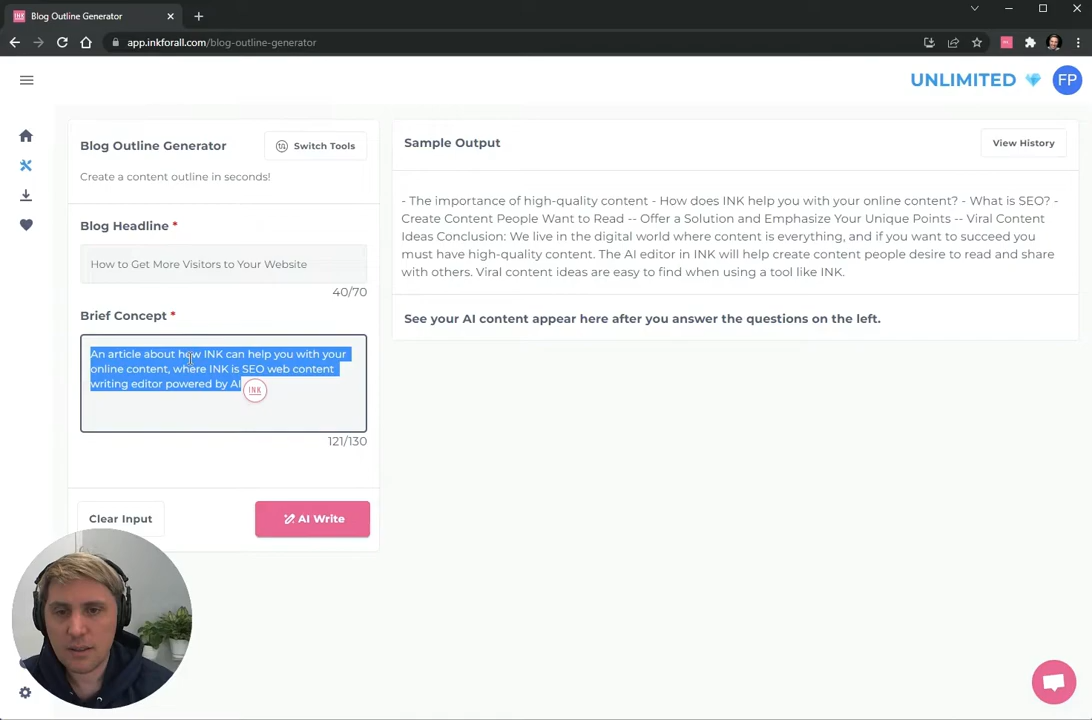 Blog Outline Generator
app.inkforall.com/blog-outline-generator
UNLIMITED
FP
Blog Outline Generator
Switch Tools
Create a content outline in seconds!
Blog Headline *
How to Get More Visitors to Your Website
40/70
Brief Concept *
An article about how INK can help you with your
online content, where INK is SEO web content
writing editor powered by AI
INK
121/130
Clear Input
AI Write
Sample Output
View History
- The importance of high-quality content - How does INK help you with your online content? - What is SEO? -
Create Content People Want to Read -- Offer a Solution and Emphasize Your Unique Points -- Viral Content
Ideas Conclusion: We live in the digital world where content is everything, and if you want to succeed you
must have high-quality content. The AI editor in INK will help create content people desire to read and share
with others. Viral content ideas are easy to find when using a tool like INK.
See your AI content appear here after you answer the questions on the left.